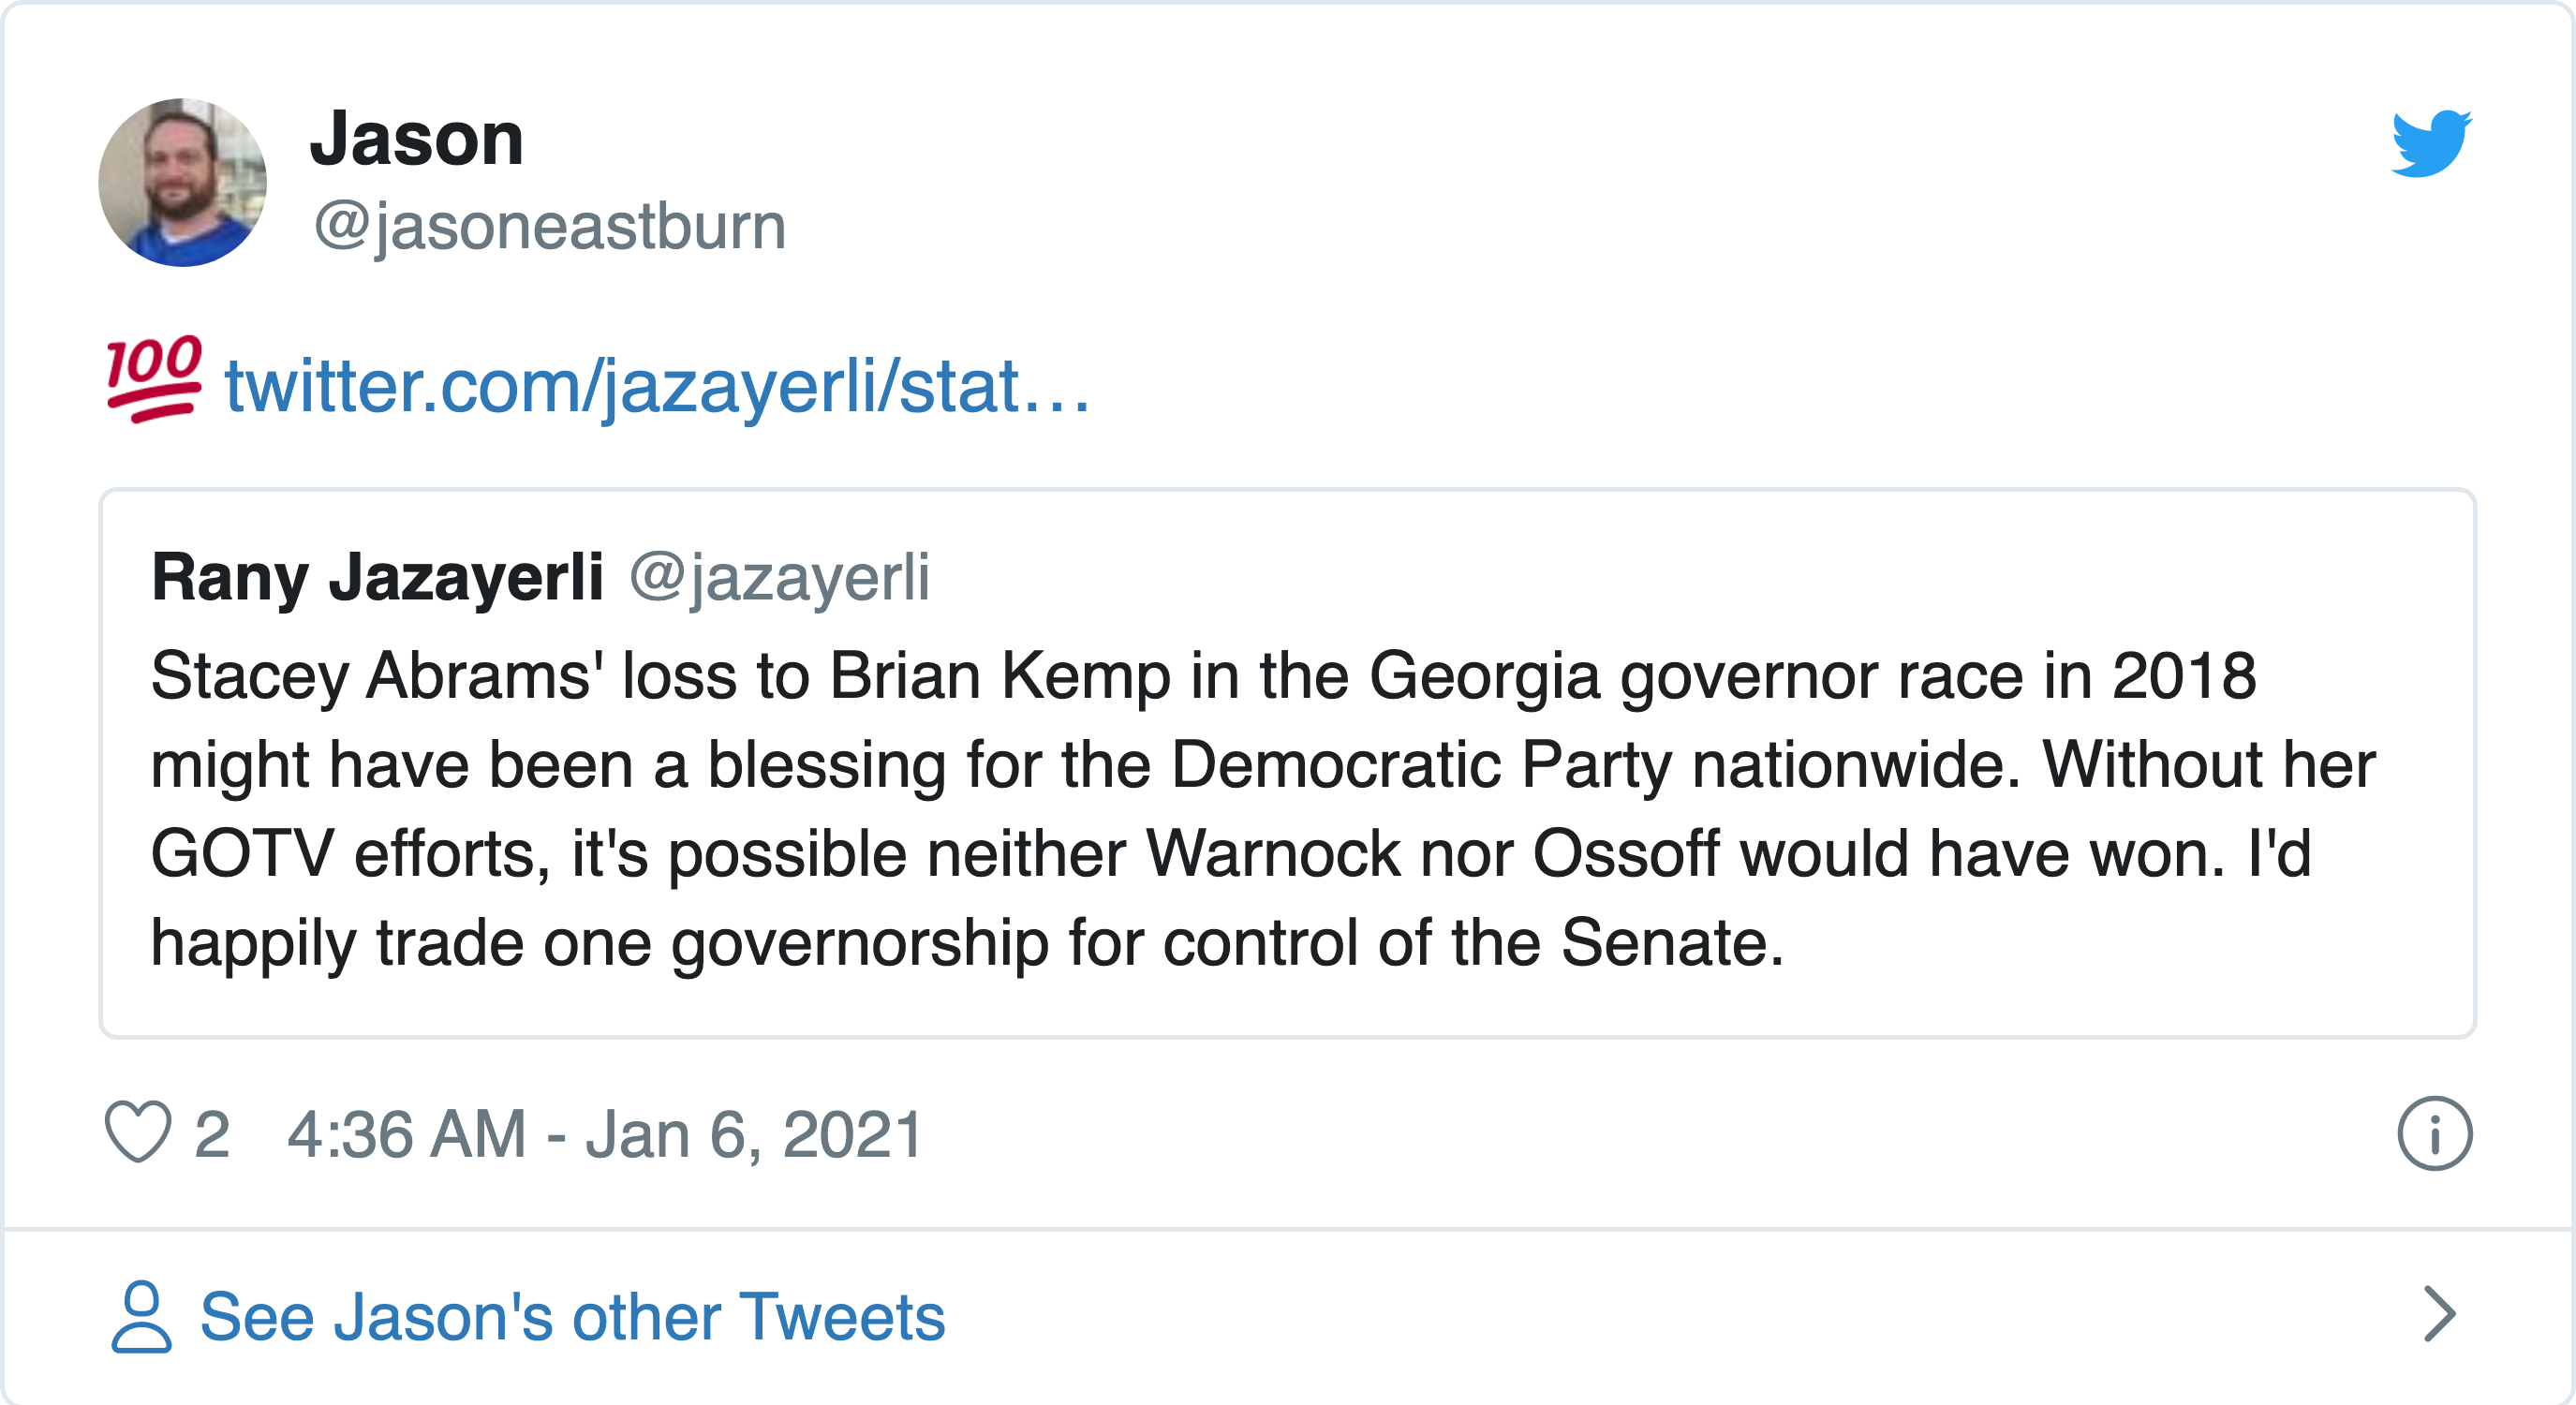 Jason
@jasoneastburn
💯 twitter.com/jazayerli/stat…
Rany Jazayerli @jazayerli
Stacey Abrams' loss to Brian Kemp in the Georgia governor race in 2018
might have been a blessing for the Democratic Party nationwide. Without her
GOTV efforts, it's possible neither Warnock nor Ossoff would have won. I'd
happily trade one governorship for control of the Senate.
2 4:36 AM - Jan 6, 2021
See Jason's other Tweets